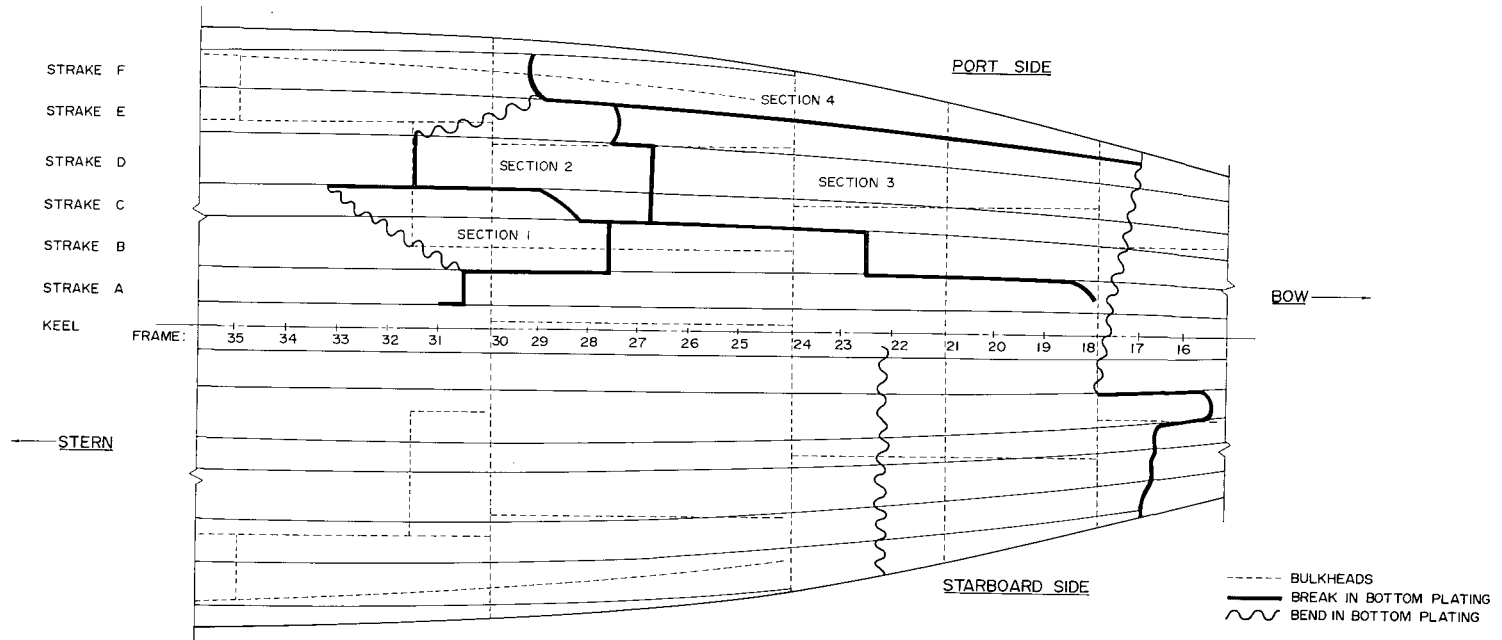 PORT SIDE
STRAKE F
STRAKE E
STRAKE D
STRAKE C
STRAKE B
STRAKE A
KEEL
SECTION 4
SECTION 2
SECTION 3
SECTION 1
BOW
FRAME: 35 34 33 32 31 30 29 28 27 26 25 24 23 22 21 20 19 18 17 16
STERN
STARBOARD SIDE
BULKHEADS
BREAK IN BOTTOM PLATING
BEND IN BOTTOM PLATING